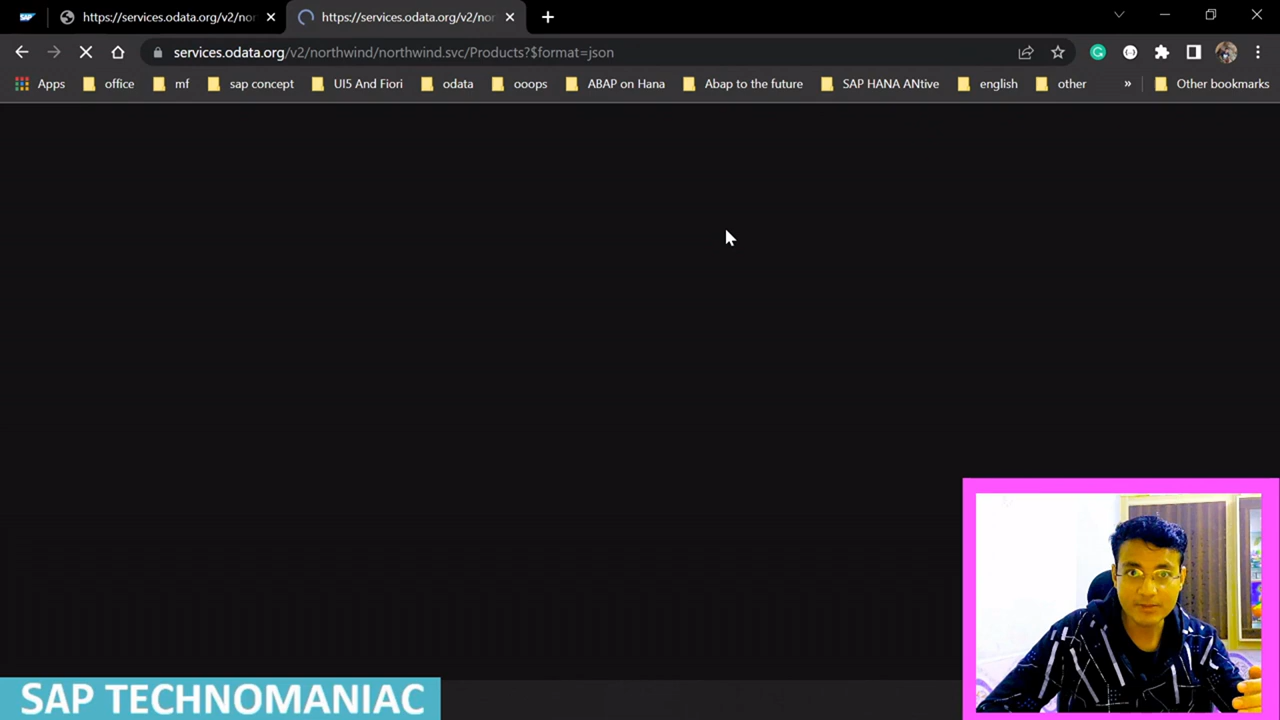 SAP
https://services.odata.org/v2/nor
https://services.odata.org/v2/nor
services.odata.org/v2/northwind/northwind.svc/Products?$format=json
Apps office mf sap concept UI5 And Fiori odata ooops ABAP on Hana Abap to the future SAP HANA ANtive english other » Other bookmarks
SAP TECHNOMANIAC